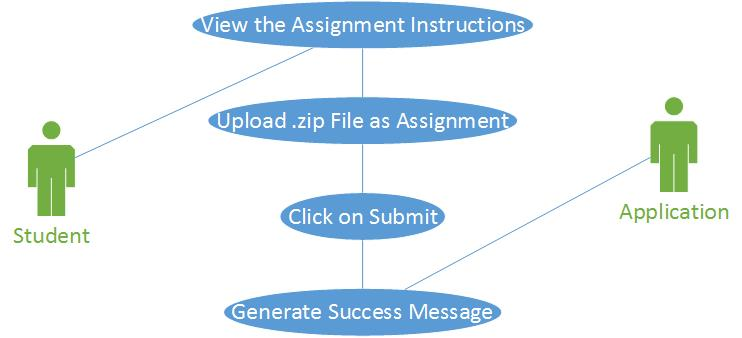 View the Assignment Instructions
Upload .zip File as Assignment
Student
Click on Submit
Application
Generate Success Message